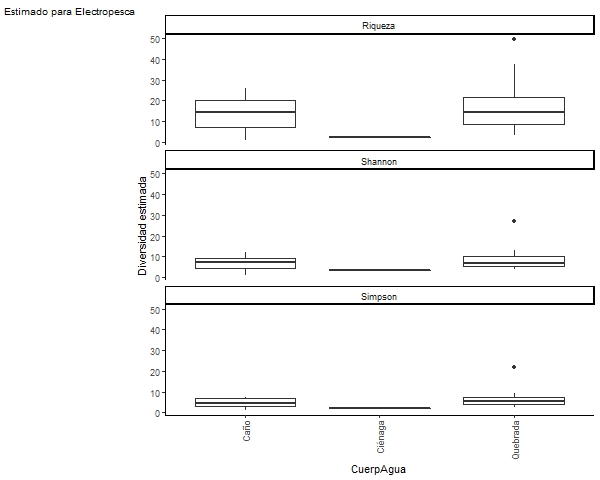 Estimado para Electropesca
Riqueza
50
40
30
20
10
0
Shannon
50
40
30
20
10
0
Simpson
50
40
30
20
10
0
Diversidad estimada
Caño
Ciénaga
Quebrada
CuerpAgua